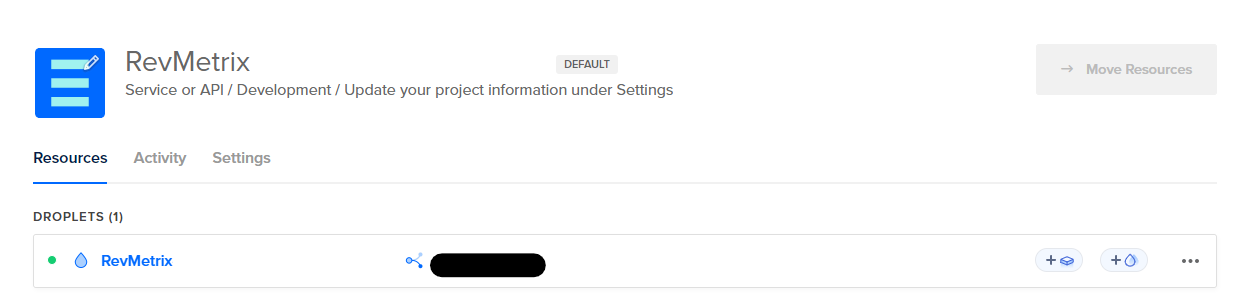 RevMetrix
DEFAULT
→ Move Resources
Service or API / Development / Update your project information under Settings
Resources Activity Settings
DROPLETS (1)
RevMetrix